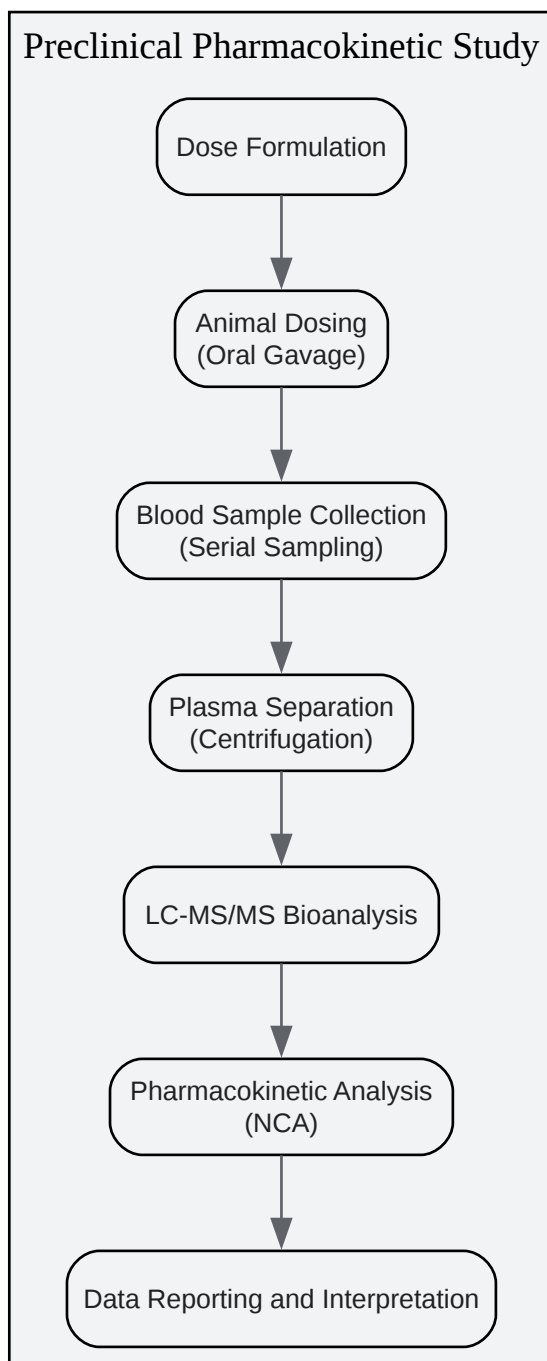 Preclinical Pharmacokinetic Study
Dose Formulation
Animal Dosing
(Oral Gavage)
Blood Sample Collection
(Serial Sampling)
Plasma Separation
(Centrifugation)
LC-MS/MS Bioanalysis
Pharmacokinetic Analysis
(NCA)
Data Reporting and Interpretation